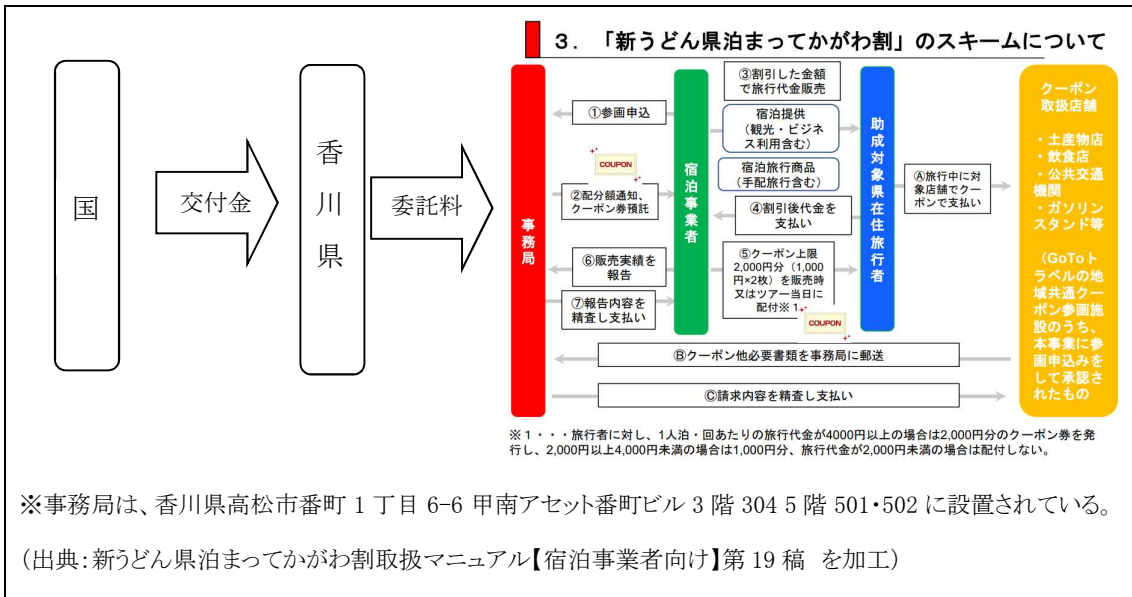 ３．「新うどん県泊まってかがわ割」のスキームについて
国
交付金
香川県
委託料
事務局
①参画申込
COUPON
②配分額通知、
クーポン券預託
⑥販売実績を
報告
⑦報告内容を
精査し支払い
宿泊事業者
③割引した金額
で旅行代金販売
宿泊提供
（観光・ビジネ
ス利用含む）
宿泊旅行商品
（手配旅行含む）
④割引後代金を
支払い
⑤クーポン上限
2,000円分（1,000
円×2枚）を販売時
又はツアー当日に
配付※１
COUPON
助成対象県在住旅行者
Ⓐ旅行中に対
象店舗でクー
ポンで支払い
クーポン
取扱店舗
・土産物店
・飲食店
・公共交通
機関
・ガソリン
スタンド等
（GoToト
ラベルの地
域共通クー
ポン参画施
設のうち、
本事業に参
画申込みを
して承認さ
れたもの
Ⓑクーポン他必要書類を事務局に郵送
Ⓒ請求内容を精査し支払い
※１・・・旅行者に対し、1人泊・回あたりの旅行代金が4000円以上の場合は2,000円分のクーポン券を発
行し、2,000円以上4,000円未満の場合は1,000円分、旅行代金が2,000円未満の場合は配付しない。
※事務局は、香川県高松市番町 1 丁目 6-6 甲南アセット番町ビル 3 階 304 5 階 501・502 に設置されている。
（出典：新うどん県泊まってかがわ割取扱マニュアル【宿泊事業者向け】第 19 稿 を加工）